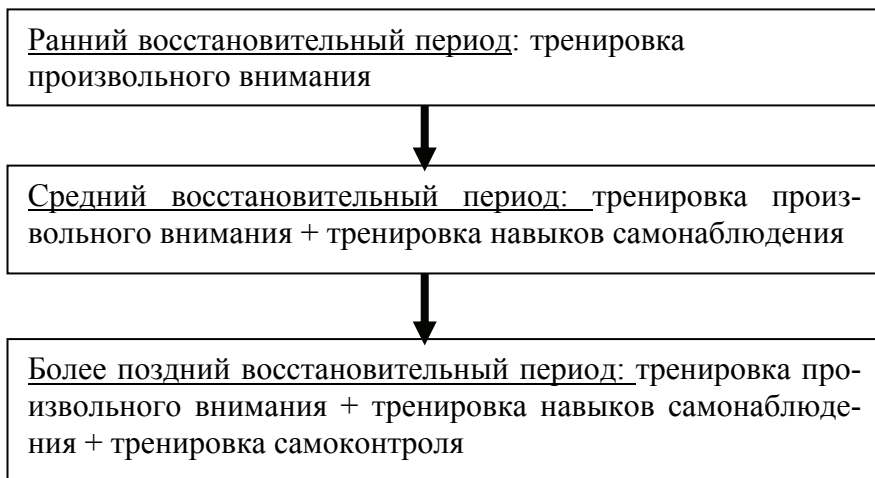 Ранний восстановительный период: тренировка
произвольного внимания
Средний восстановительный период: тренировка произ-
вольного внимания + тренировка навыков самонаблюдения
Более поздний восстановительный период: тренировка про-
извольного внимания + тренировка навыков самонаблюде-
ния + тренировка самоконтроля